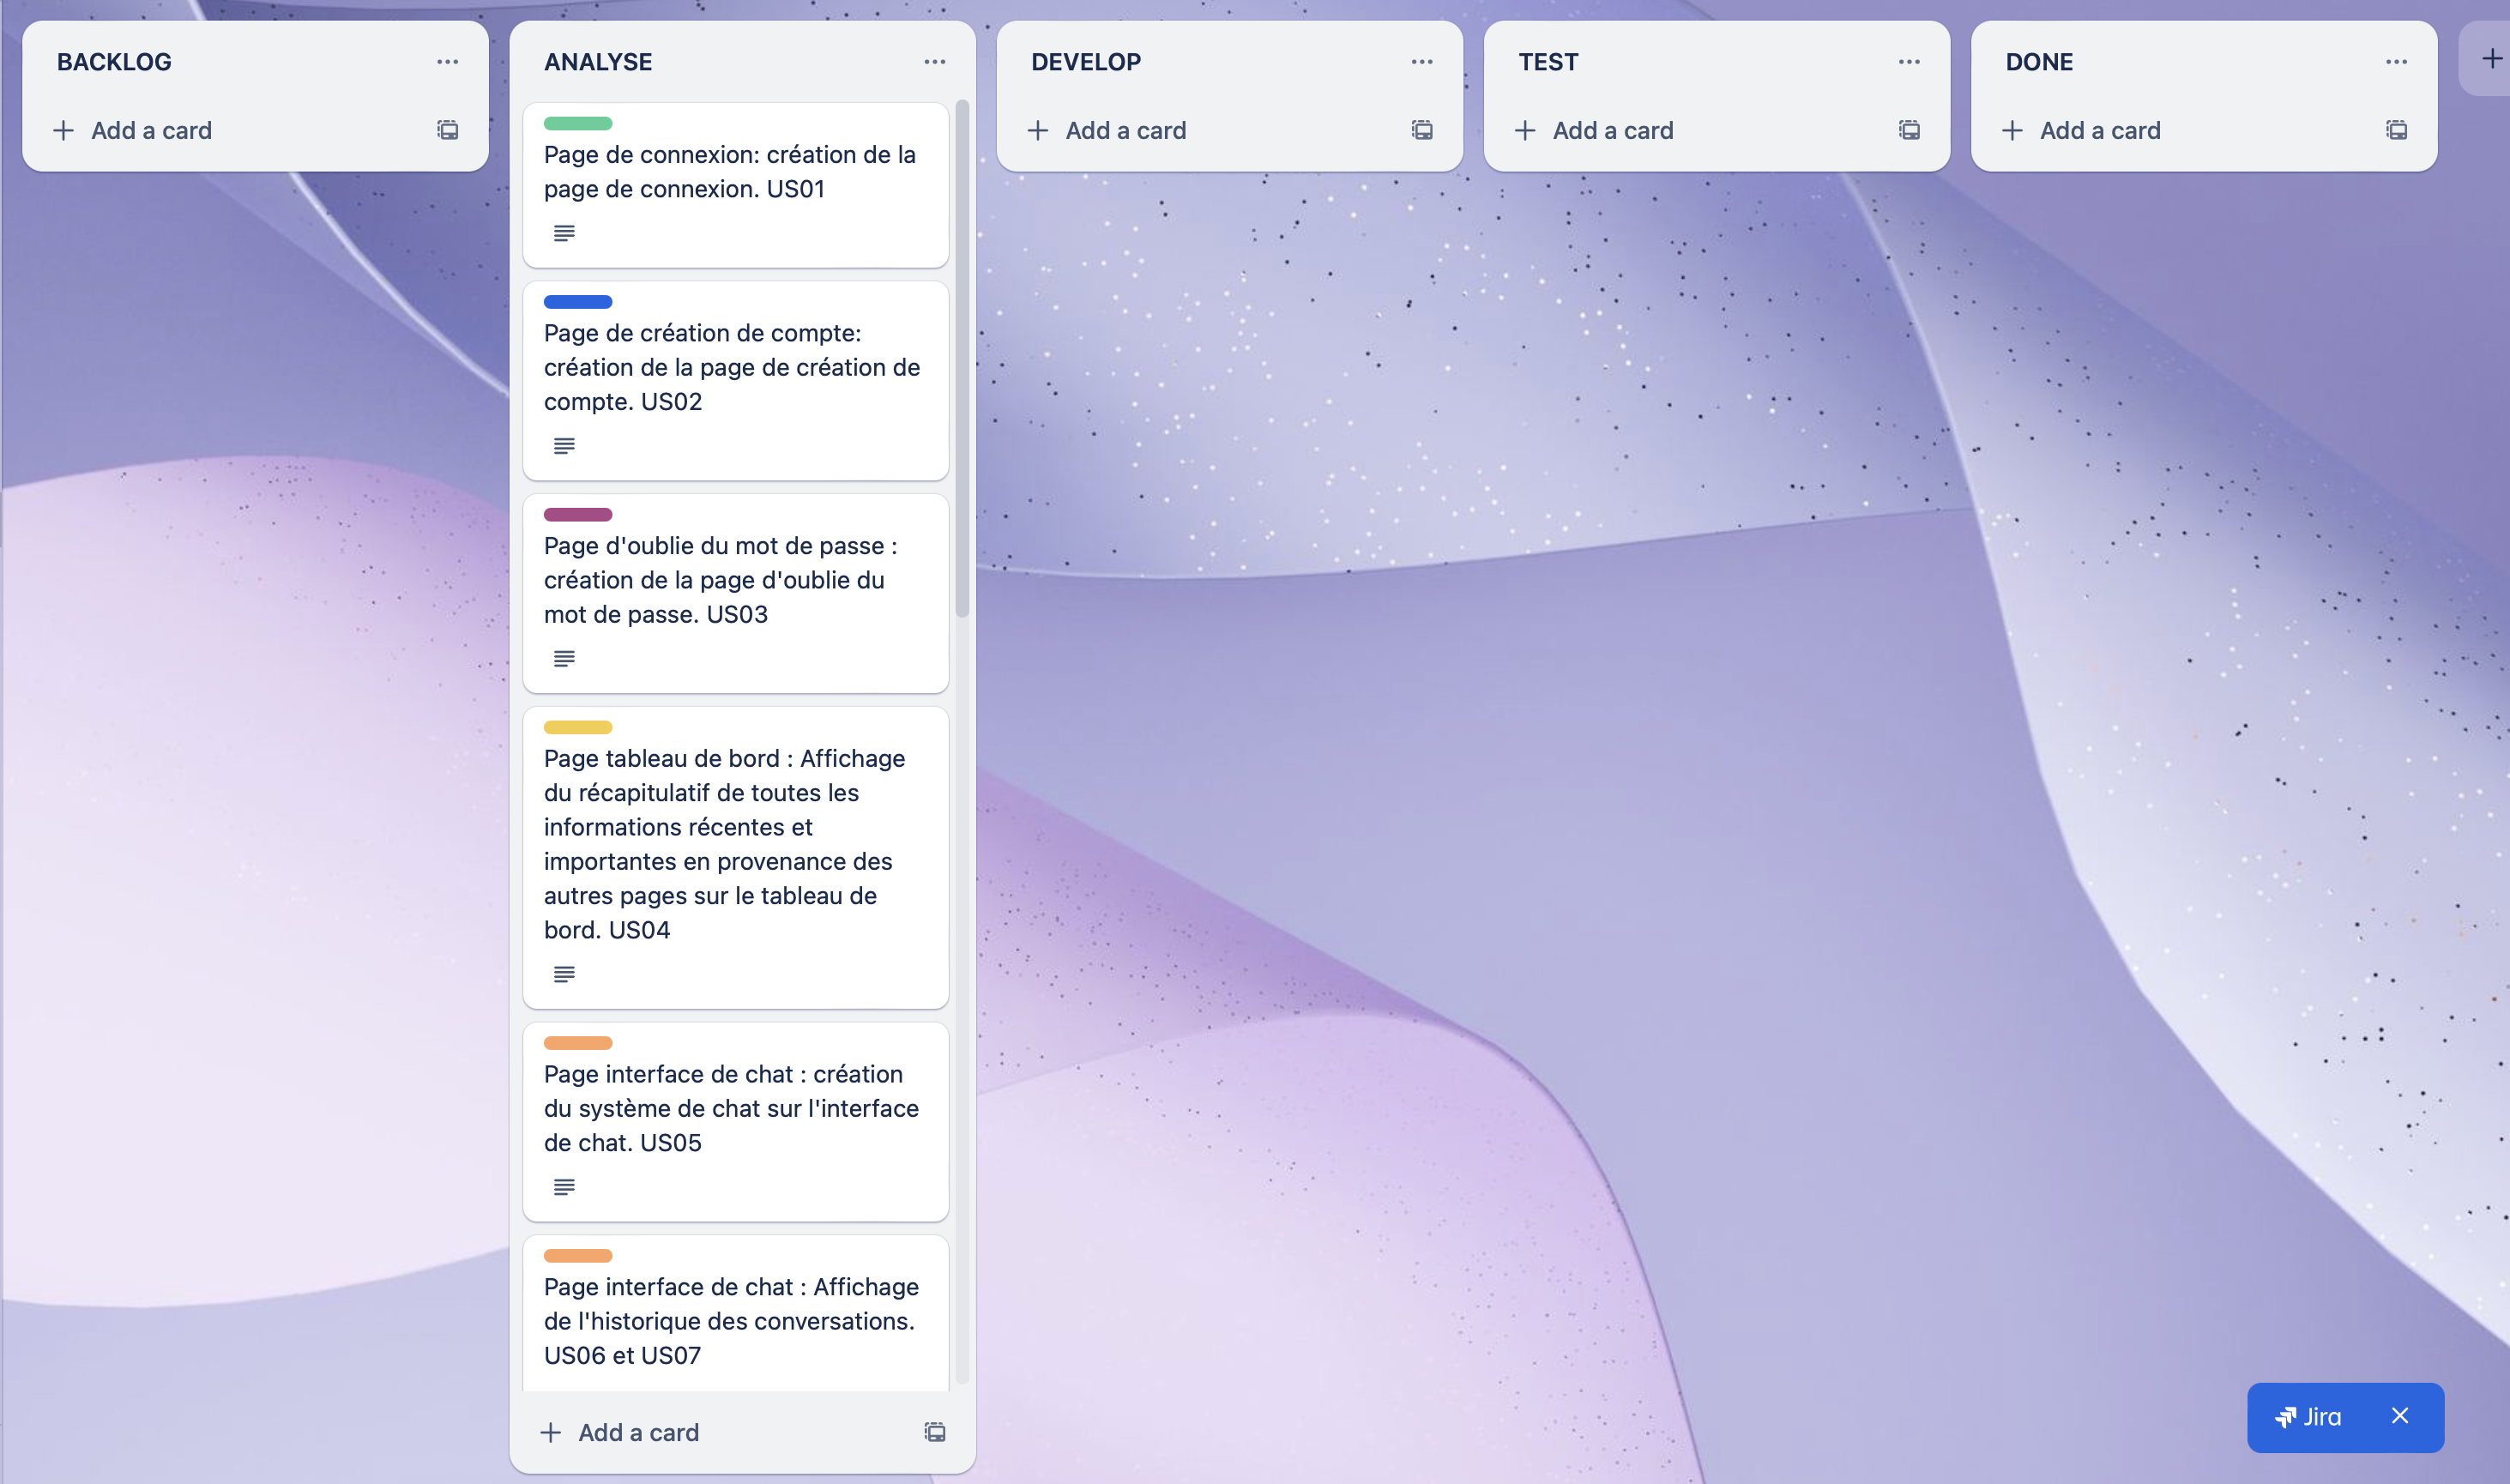 BACKLOG
Add a card
ANALYSE
Page de connexion: création de la
page de connexion. US01
Page de création de compte:
création de la page de création de
compte. US02
Page d'oublie du mot de passe :
création de la page d'oublie du
mot de passe. US03
Page tableau de bord : Affichage
du récapitulatif de toutes les
informations récentes et
importantes en provenance des
autres pages sur le tableau de
bord. US04
Page interface de chat : création
du système de chat sur l'interface
de chat. US05
Page interface de chat : Affichage
de l'historique des conversations.
US06 et US07
Add a card
DEVELOP
Add a card
TEST
Add a card
DONE
Add a card
Jira